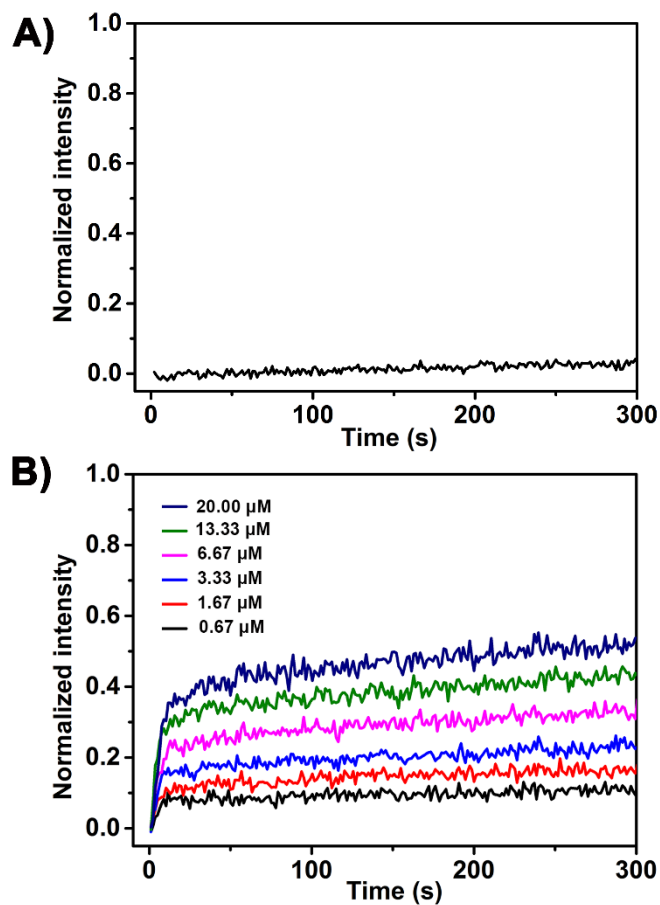 A)
Normalized intensity
1.0
0.8
0.6
0.4
0.2
0.0
0
100
200
300
Time (s)
B)
Normalized intensity
1.0
0.8
0.6
0.4
0.2
0.0
20.00 µM
13.33 µM
6.67 µM
3.33 µM
1.67 µM
0.67 µM
0
100
200
300
Time (s)